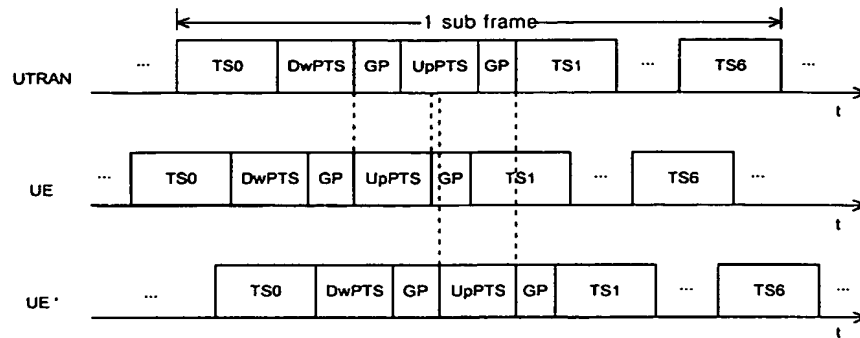 1 sub frame
UTRAN ... TS0 DwPTS GP UpPTS GP TS1 ... TS6 ...
t
UE ... TS0 DwPTS GP UpPTS GP TS1 ... TS6 ...
t
UE ' ... TS0 DwPTS GP UpPTS GP TS1 ... TS6 ...
t